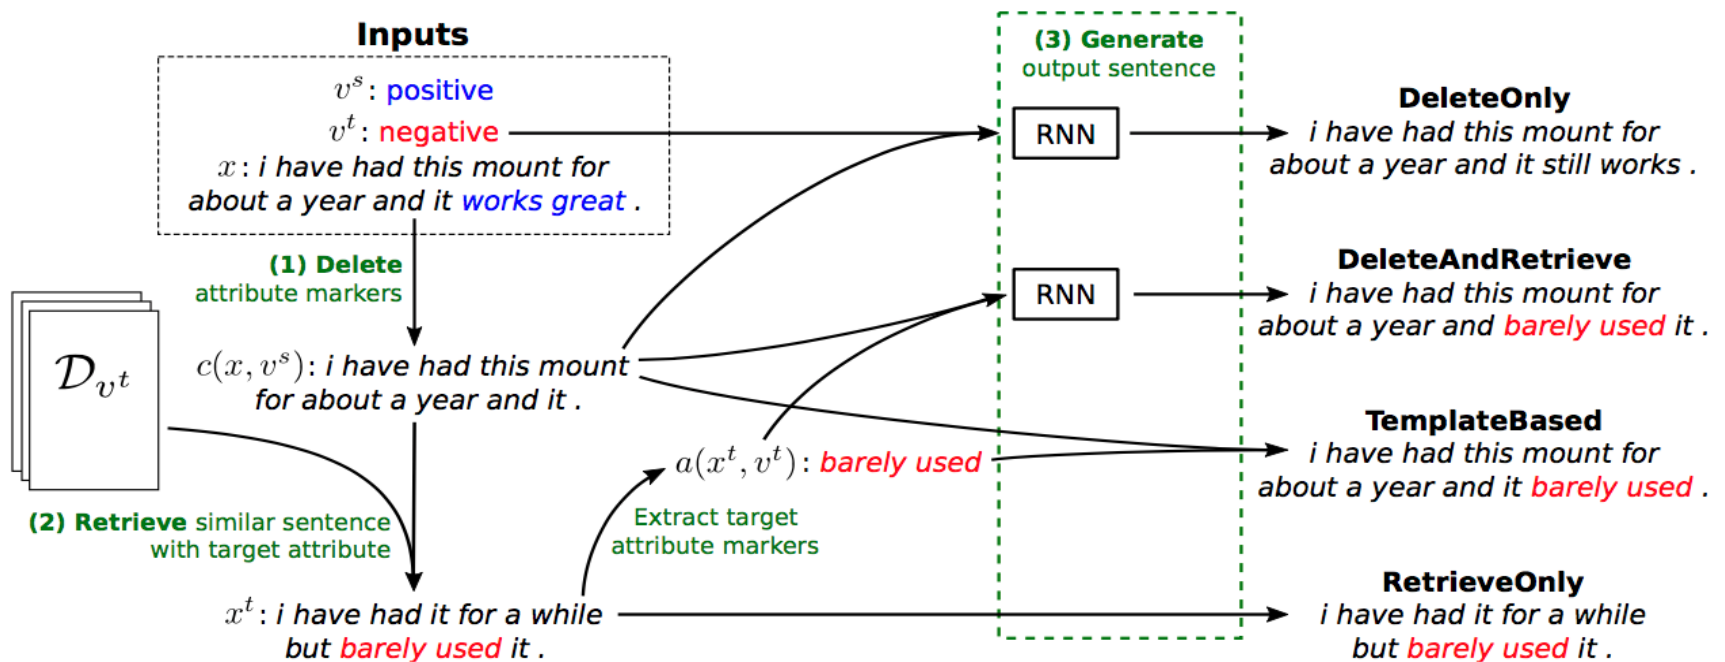 Inputs
v^s: positive
v^t: negative
x: i have had this mount for
about a year and it works great .
(1) Delete
attribute markers
D_{v^t}
c(x, v^s): i have had this mount
for about a year and it .
(2) Retrieve similar sentence
with target attribute
x^t: i have had it for a while
but barely used it .
Extract target
attribute markers
a(x^t, v^t): barely used
(3) Generate
output sentence
RNN
RNN
DeleteOnly
i have had this mount for
about a year and it still works .
DeleteAndRetrieve
i have had this mount for
about a year and barely used it .
TemplateBased
i have had this mount for
about a year and it barely used .
RetrieveOnly
i have had it for a while
but barely used it .